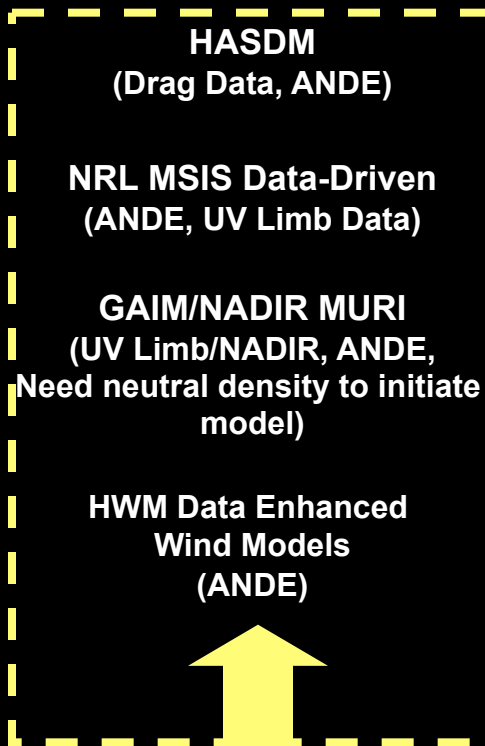 HASDM
(Drag Data, ANDE)
NRL MSIS Data-Driven
(ANDE, UV Limb Data)
GAIM/NADIR MURI
(UV Limb/NADIR, ANDE,
Need neutral density to initiate
model)
HWM Data Enhanced
Wind Models
(ANDE)